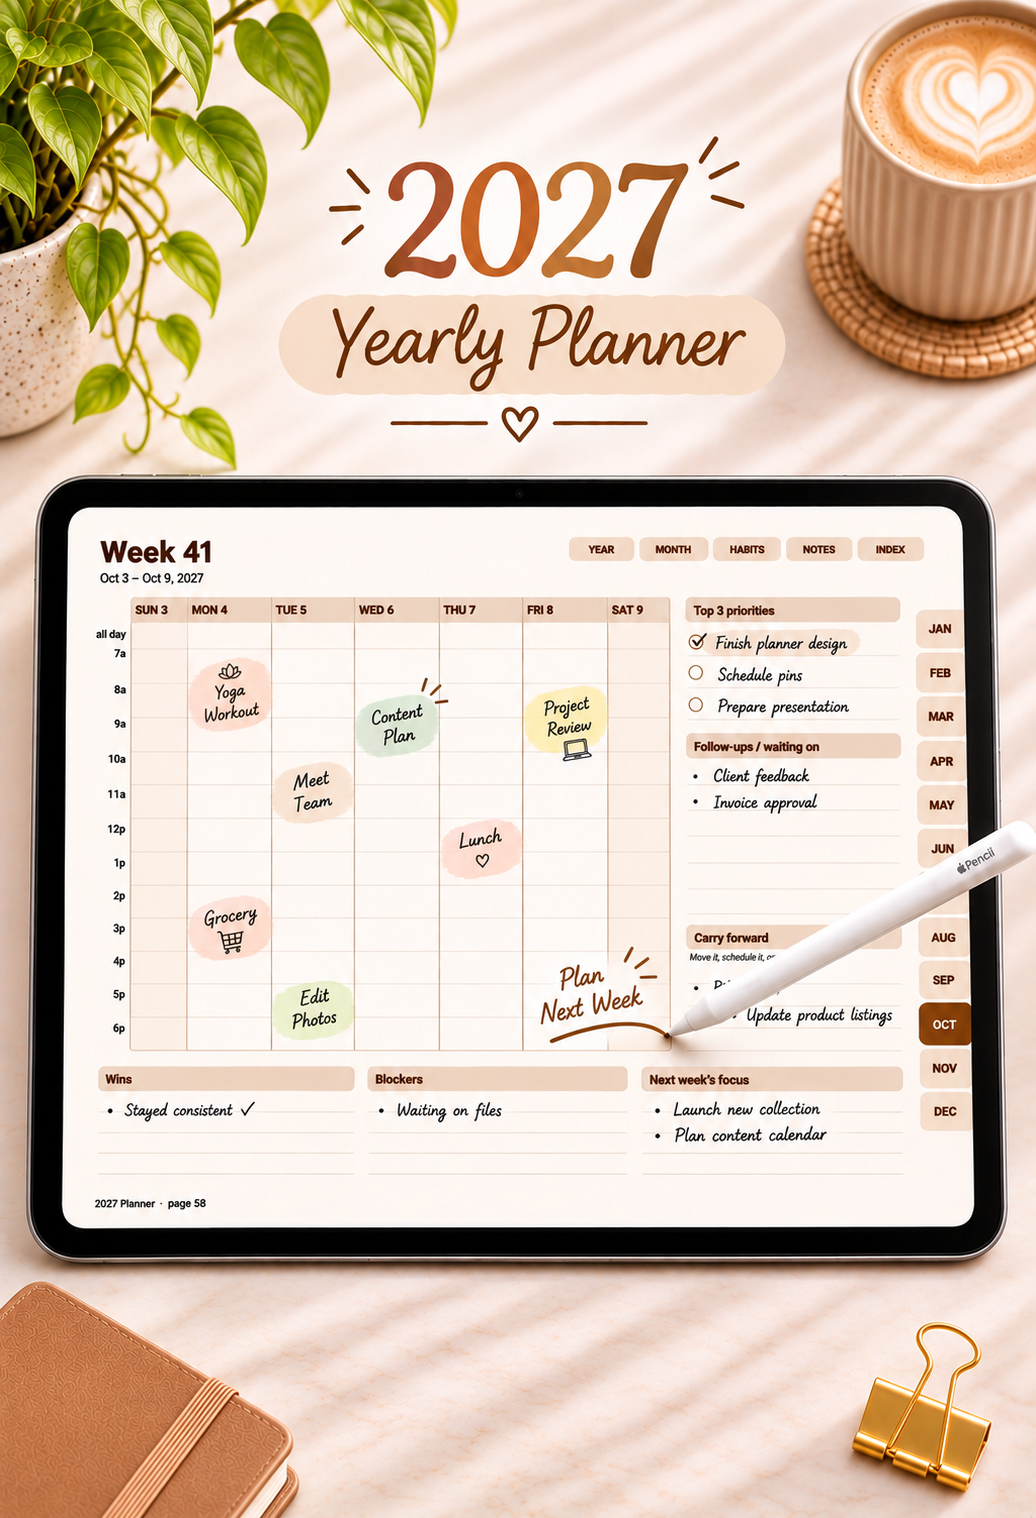 2027
Yearly Planner
Week 41
Oct 3 – Oct 9, 2027
YEAR
MONTH
HABITS
NOTES
INDEX
SUN 3
MON 4
TUE 5
WED 6
THU 7
FRI 8
SAT 9
all day
7a
8a
9a
10a
11a
12p
1p
2p
3p
4p
5p
6p
Yoga
Workout
Grocery
Meet
Team
Edit
Photos
Content
Plan
Lunch
Project
Review
Plan
Next Week
Top 3 priorities
Finish planner design
Schedule pins
Prepare presentation
Follow-ups / waiting on
• Client feedback
• Invoice approval
Carry forward
Move it, schedule it,
Update product listings
JAN
FEB
MAR
APR
MAY
JUN
AUG
SEP
OCT
NOV
DEC
Pencil
Wins
• Stayed consistent ✓
Blockers
• Waiting on files
Next week's focus
• Launch new collection
• Plan content calendar
2027 Planner · page 58